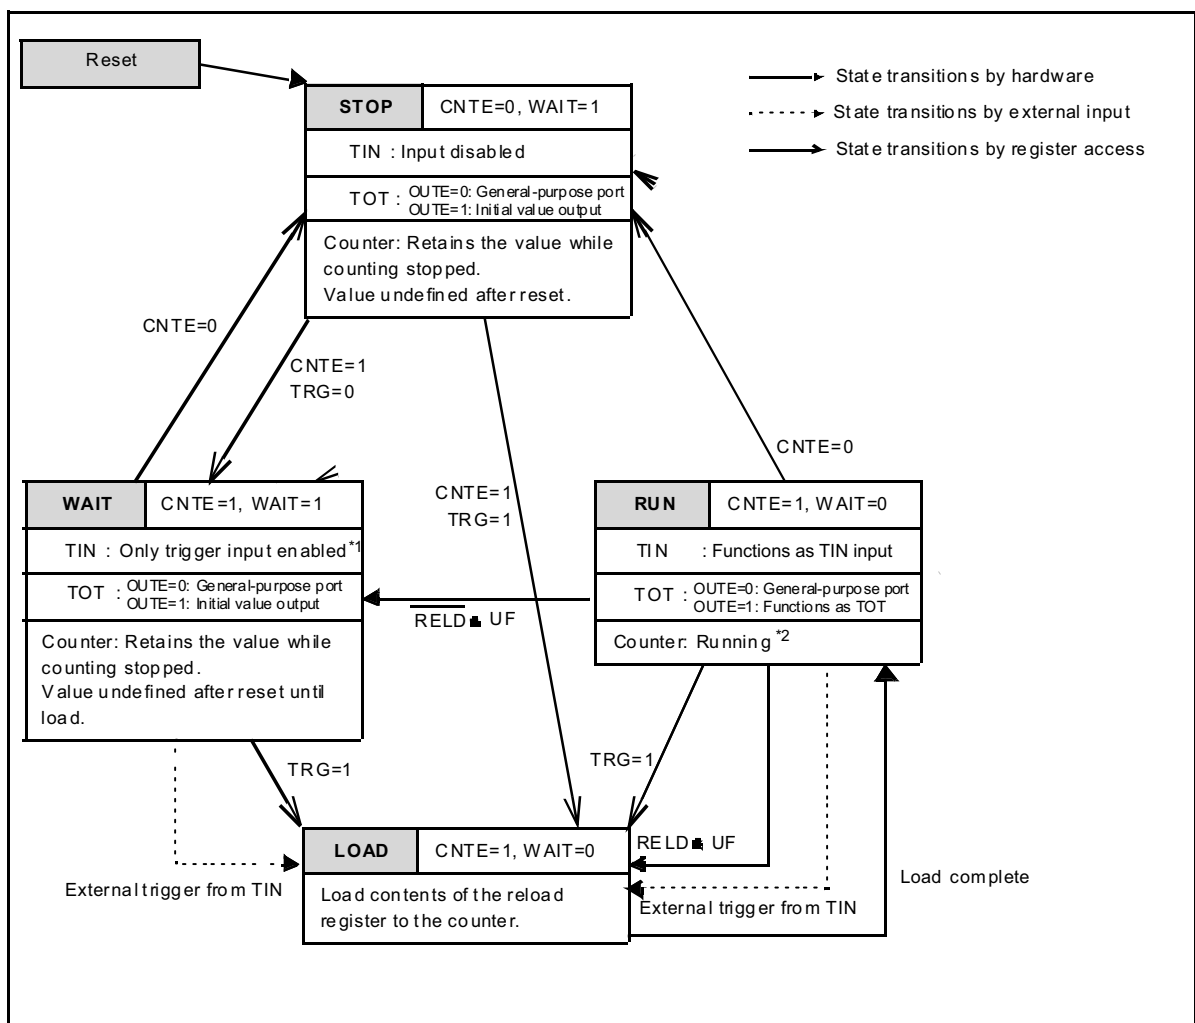 Reset
State transitions by hardware
State transitions by external input
State transitions by register access
STOP
CNTE=0, WAIT=1
TIN : Input disabled
TOT : OUTE=0: General-purpose port
OUTE=1: Initial value output
Counter: Retains the value while
counting stopped.
Value undefined after reset.
CNTE=0
CNTE=1
TRG=0
CNTE=0
CNTE=1
TRG=1
WAIT
CNTE=1, WAIT=1
TIN : Only trigger input enabled*1
TOT : OUTE=0: General-purpose port
OUTE=1: Initial value output
Counter: Retains the value while
counting stopped.
Value undefined after reset until
load.
RELD UF
RUN
CNTE=1, WAIT=0
TIN : Functions as TIN input
TOT : OUTE=0: General-purpose port
OUTE=1: Functions as TOT
Counter: Running*2
TRG=1
TRG=1
LOAD
CNTE=1, WAIT=0
Load contents of the reload
register to the counter.
RELD UF
External trigger from TIN
External trigger from TIN
Load complete